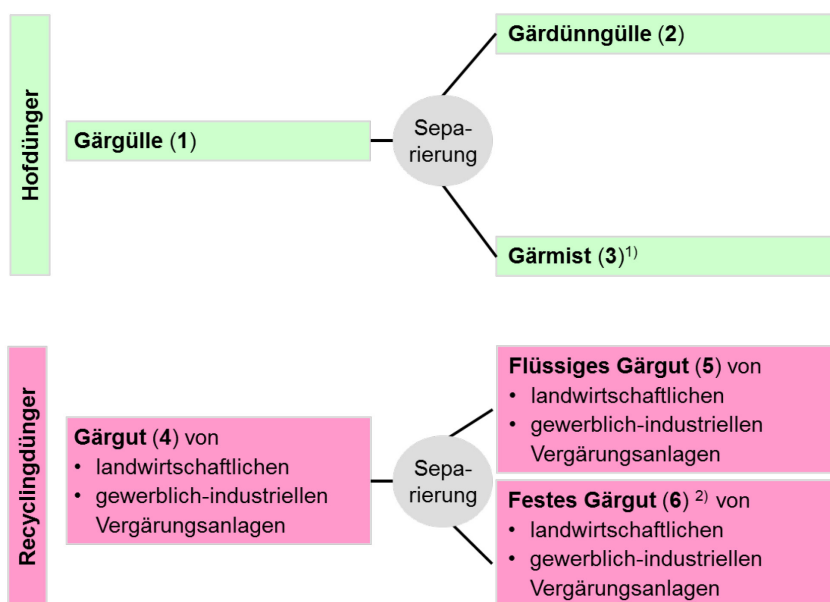 Hofdünger
Gärgülle (1)
Sepa-
rierung
Gärdünngülle (2)
Gärmist (3)1)
Recyclingdünger
Gärgut (4) von
• landwirtschaftlichen
• gewerblich-industriellen
Vergärungsanlagen
Sepa-
rierung
Flüssiges Gärgut (5) von
• landwirtschaftlichen
• gewerblich-industriellen
Vergärungsanlagen
Festes Gärgut (6) 2) von
• landwirtschaftlichen
• gewerblich-industriellen
Vergärungsanlagen